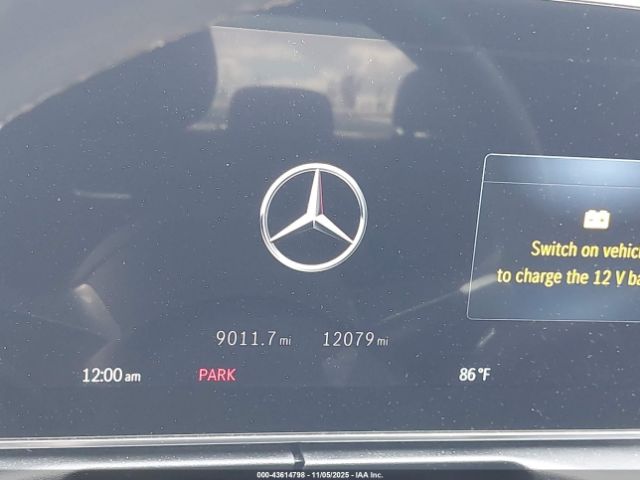 Switch on vehic
to charge the 12 V ba
9011.7 mi 12079 mi
12:00 am PARK 86 °F
000-43614798 - 11/05/2025 - IAA Inc.